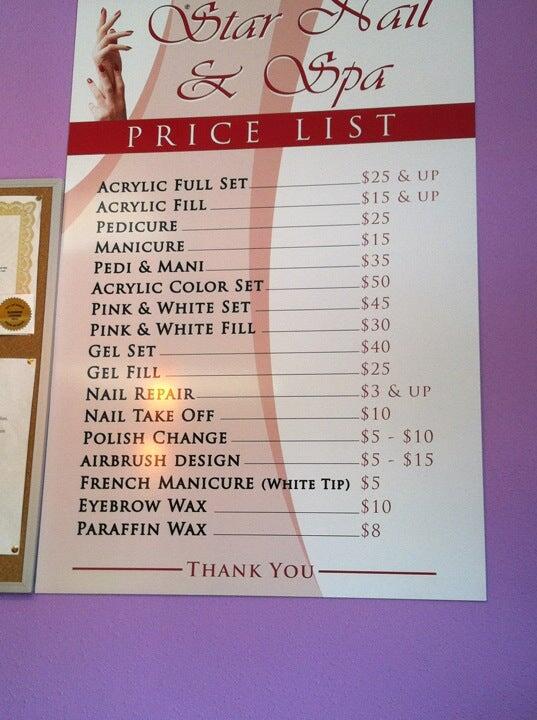 Star Nail
& Spa
PRICE LIST
ACRYLIC FULL SET $25 & UP
ACRYLIC FILL $15 & UP
PEDICURE $25
MANICURE $15
PEDI & MANI $35
ACRYLIC COLOR SET $50
PINK & WHITE SET $45
PINK & WHITE FILL $30
GEL SET $40
GEL FILL $25
NAIL REPAIR $3 & UP
NAIL TAKE OFF $10
POLISH CHANGE $5 - $10
AIRBRUSH DESIGN $5 - $15
FRENCH MANICURE (WHITE TIP) $5
EYEBROW WAX $10
PARAFFIN WAX $8
THANK YOU